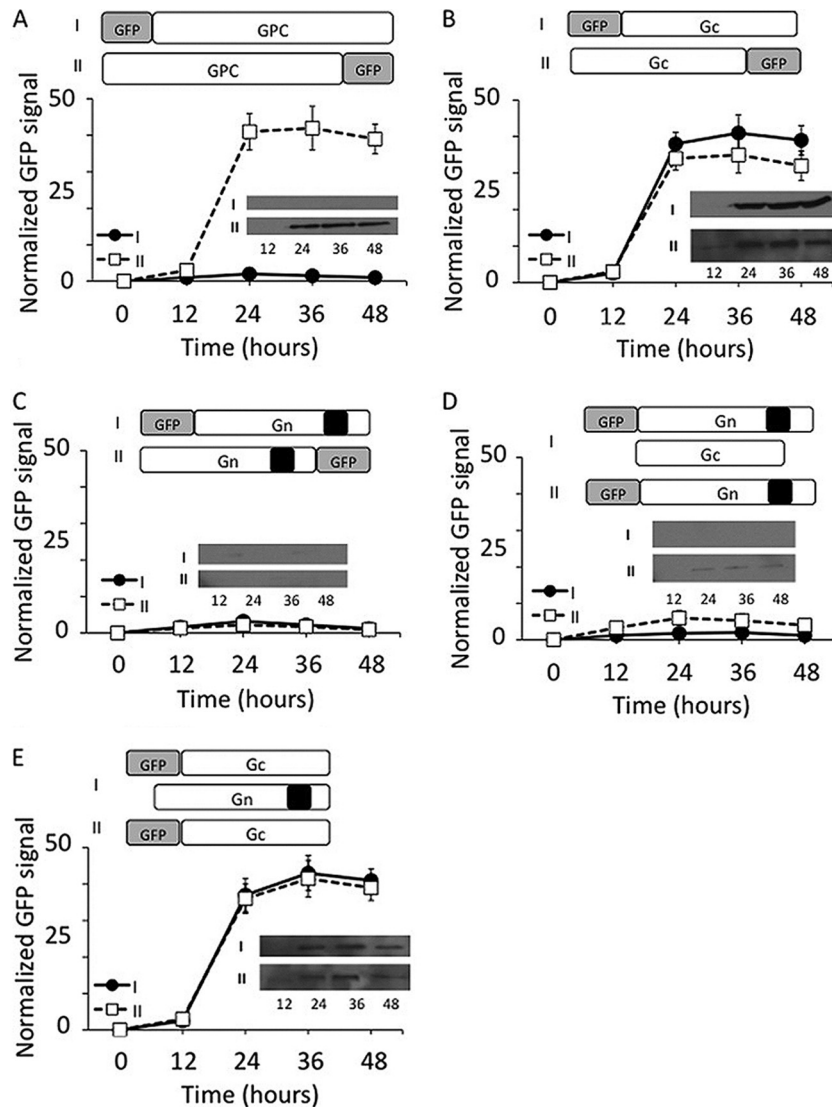 A
I GFP GPC
II GPC GFP
Normalized GFP signal
50
25
0
I
II
I
II
12 24 36 48
0 12 24 36 48
Time (hours)
B
I GFP Gc
II Gc GFP
Normalized GFP signal
50
25
0
I
II
I
II
12 24 36 48
0 12 24 36 48
Time (hours)
C
I GFP Gn
II Gn GFP
Normalized GFP signal
50
25
0
I
II
I
II
12 24 36 48
0 12 24 36 48
Time (hours)
D
GFP Gn
I
Gc
II GFP Gn
Normalized GFP signal
50
25
0
I
II
I
II
12 24 36 48
0 12 24 36 48
Time (hours)
E
GFP Gc
I
Gn
II GFP Gc
Normalized GFP signal
50
25
0
I
II
I
II
12 24 36 48
0 12 24 36 48
Time (hours)